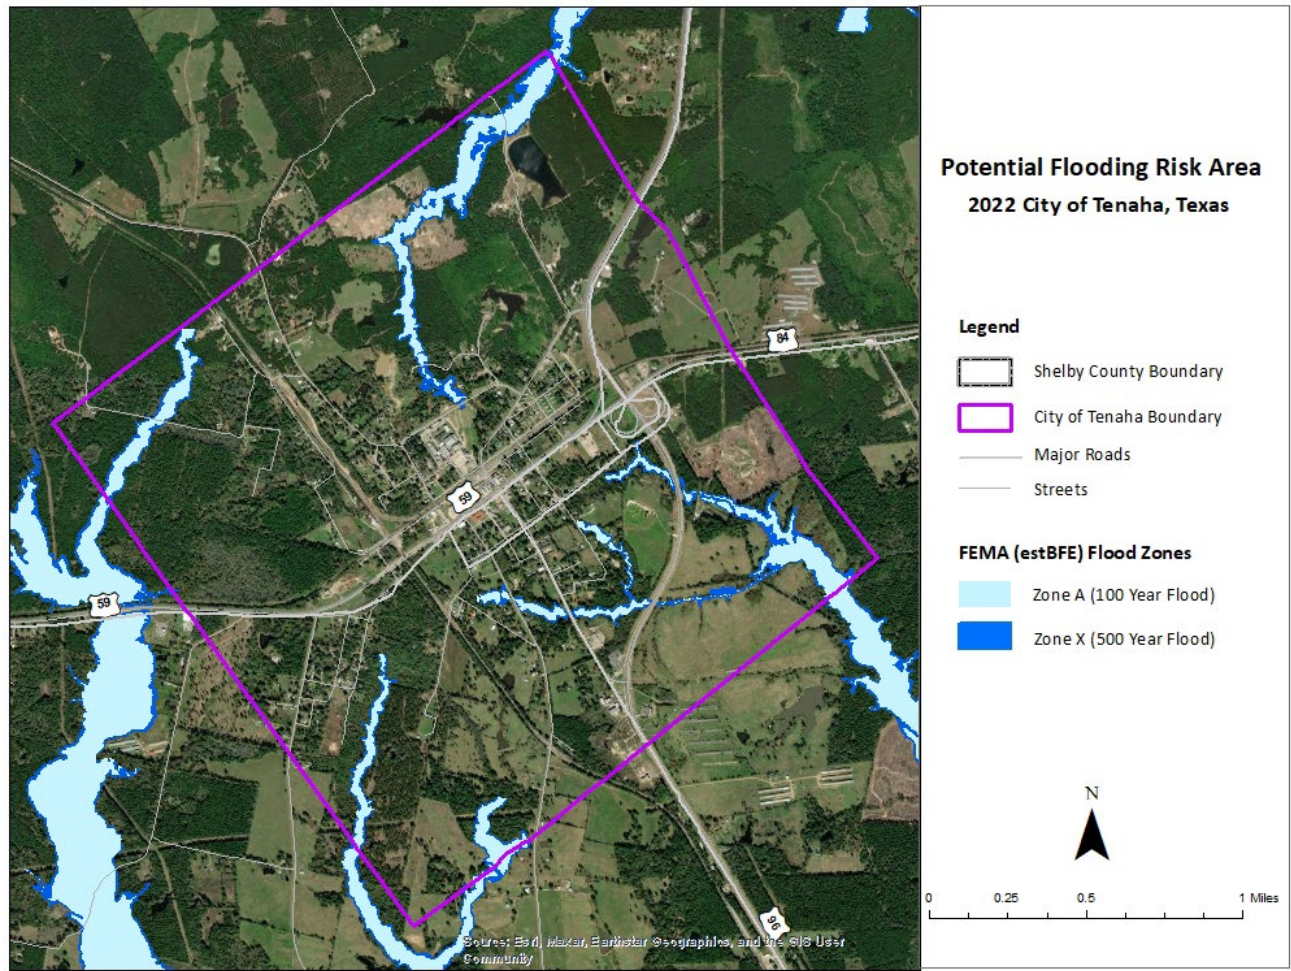 Potential Flooding Risk Area
2022 City of Tenaha, Texas
Legend
Shelby County Boundary
City of Tenaha Boundary
Major Roads
Streets
FEMA (estBFE) Flood Zones
Zone A (100 Year Flood)
Zone X (500 Year Flood)
N
0 0.25 0.5 1 Miles
84
59
59
96
Source: Esri, Maxar, Earthstar Geographics, and the GIS User
Community